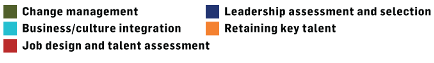 Change management
Business/culture integration
Job design and talent assessment
Leadership assessment and selection
Retaining key talent